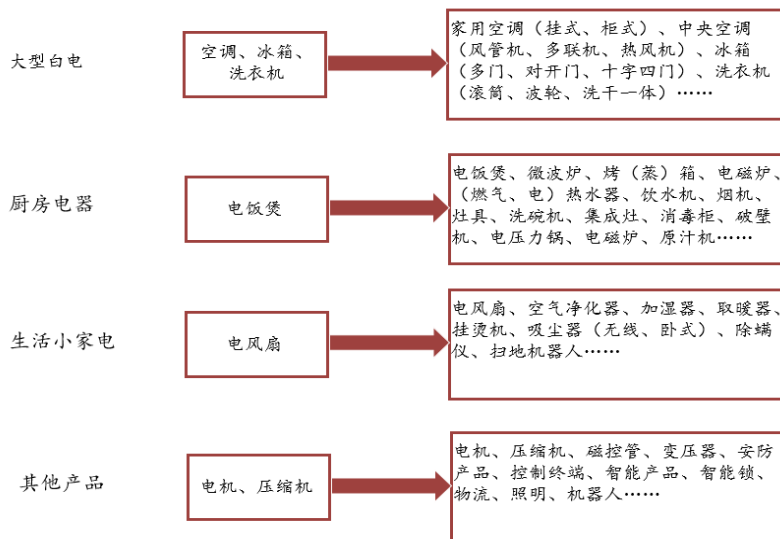 大型白电
空调、冰箱、
洗衣机
家用空调（挂式、柜式）、中央空调
（风管机、多联机、热风机）、冰箱
（多门、对开门、十字四门）、洗衣机
（滚筒、波轮、洗干一体）……
厨房电器
电饭煲
电饭煲、微波炉、烤（蒸）箱、电磁炉、
（燃气、电）热水器、饮水机、烟机、
灶具、洗碗机、集成灶、消毒柜、破壁
机、电压力锅、电磁炉、原汁机……
生活小家电
电风扇
电风扇、空气净化器、加湿器、取暖器、
挂烫机、吸尘器（无线、卧式）、除螨
仪、扫地机器人……
其他产品
电机、压缩机
电机、压缩机、磁控管、变压器、安防
产品、控制终端、智能产品、智能锁、
物流、照明、机器人……